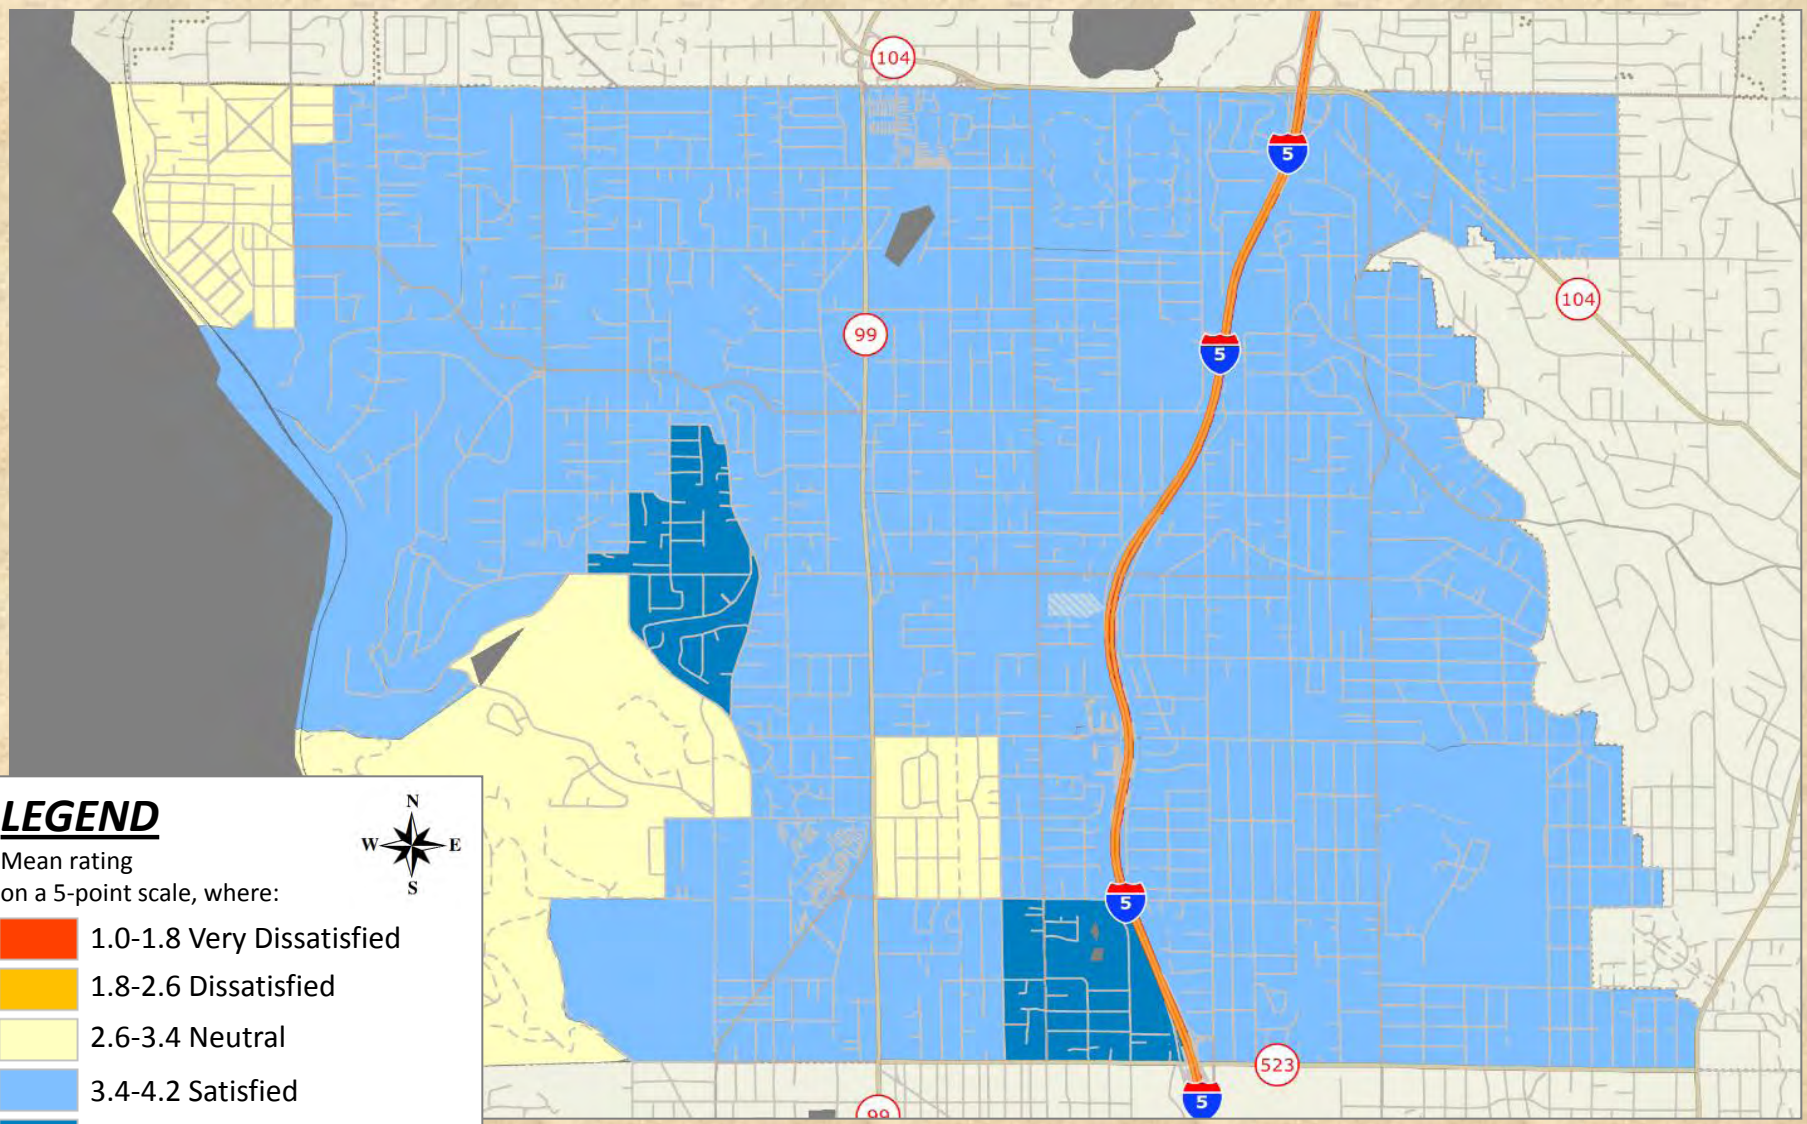 104
5
104
99
5
5
523
5
99
LEGEND
N
W E
S
Mean rating
on a 5-point scale, where:
1.0-1.8 Very Dissatisfied
1.8-2.6 Dissatisfied
2.6-3.4 Neutral
3.4-4.2 Satisfied